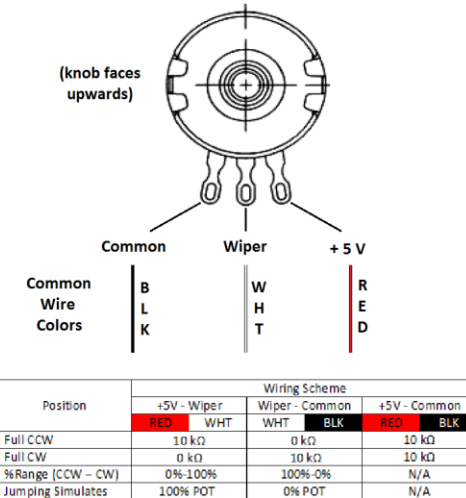 (knob faces
upwards)
Common Wiper + 5 V
Common
Wire
Colors
B
L
K
W
H
T
R
E
D
Position
Wiring Scheme
+5V - Wiper Wiper - Common +5V - Common
RED WHT WHT BLK RED BLK
Full CCW 10 kΩ 0 kΩ 10 kΩ
Full CW 0 kΩ 10 kΩ 10 kΩ
%Range (CCW – CW) 0%-100% 100%-0% N/A
Jumping Simulates 100% POT 0% POT N/A